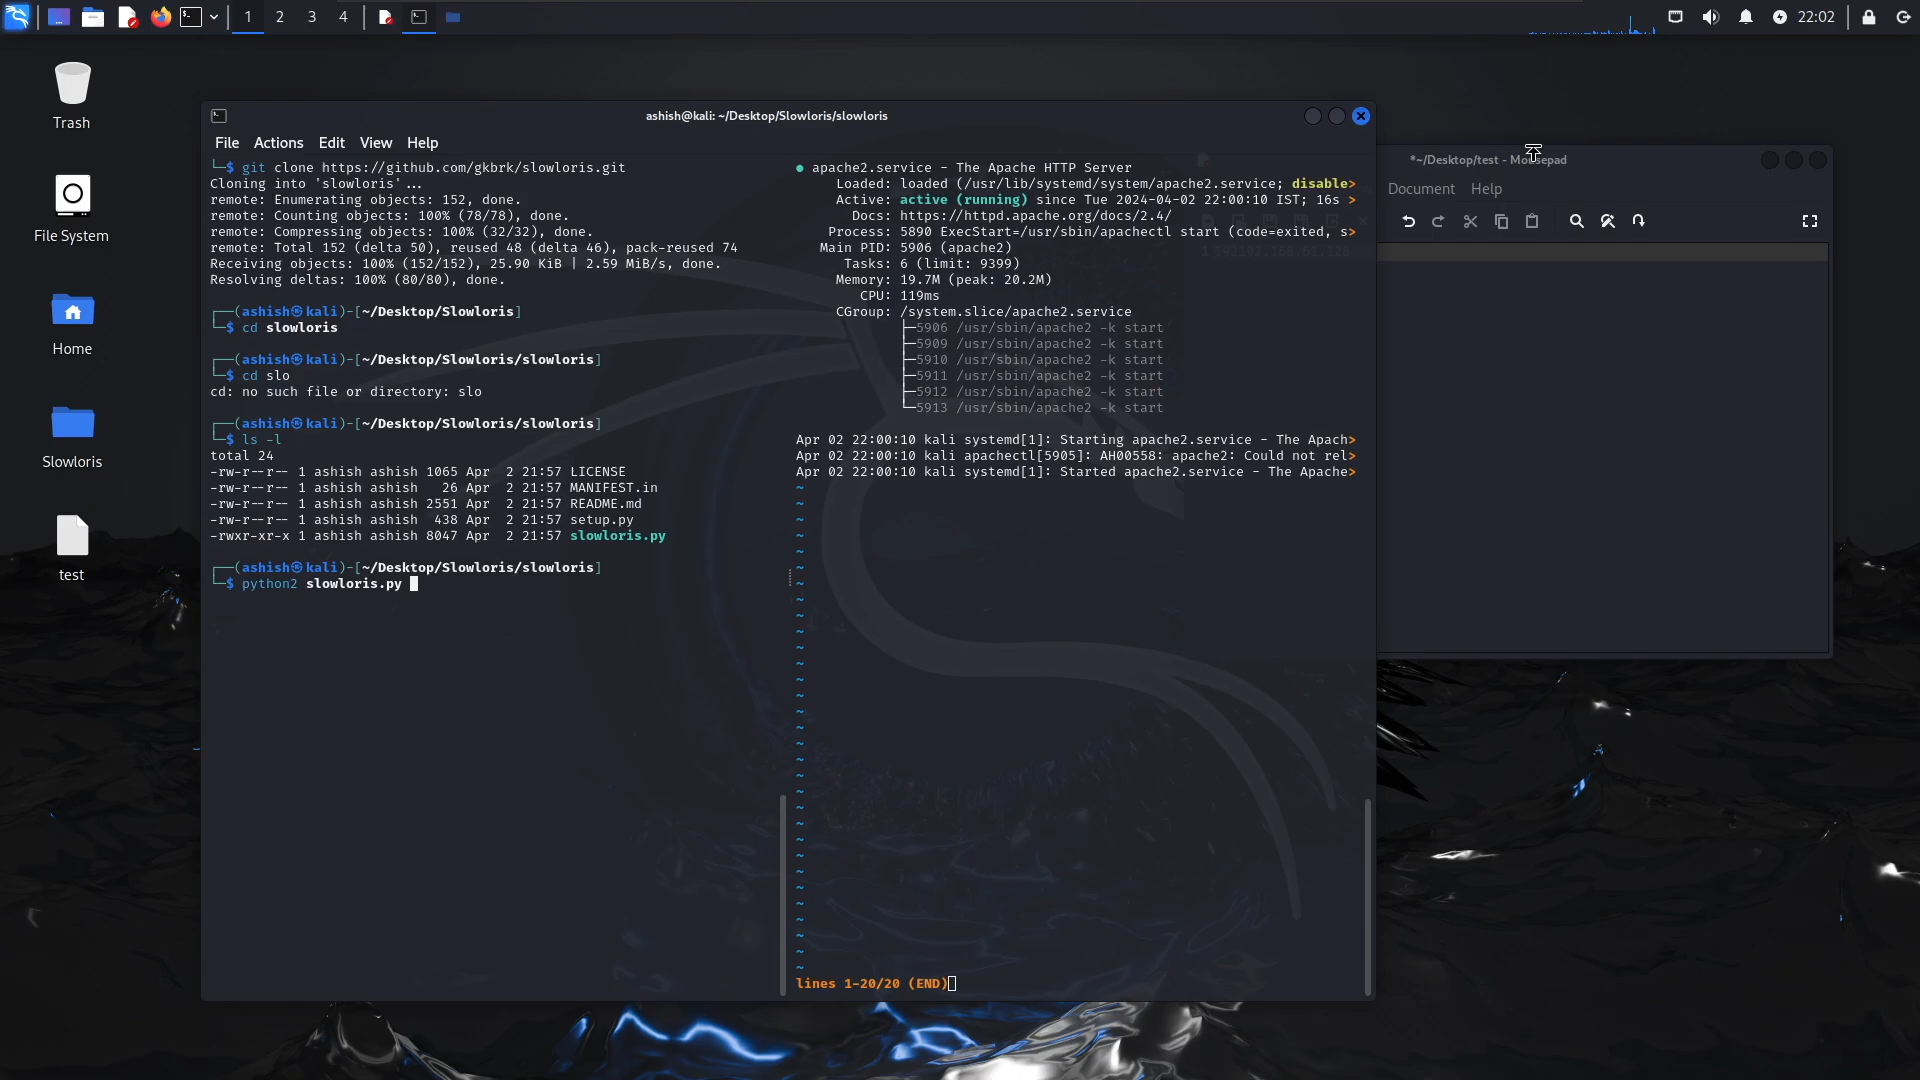 1 2 3 4 22:02
Trash
File System
Home
Slowloris
test
ashish@kali: ~/Desktop/Slowloris/slowloris
File Actions Edit View Help
└─$ git clone https://github.com/gkbrk/slowloris.git
Cloning into 'slowloris'...
remote: Enumerating objects: 152, done.
remote: Counting objects: 100% (78/78), done.
remote: Compressing objects: 100% (32/32), done.
remote: Total 152 (delta 50), reused 48 (delta 46), pack-reused 74
Receiving objects: 100% (152/152), 25.90 KiB | 2.59 MiB/s, done.
Resolving deltas: 100% (80/80), done.
┌──(ashish㉿kali)-[~/Desktop/Slowloris]
└─$ cd slowloris
┌──(ashish㉿kali)-[~/Desktop/Slowloris/slowloris]
└─$ cd slo
cd: no such file or directory: slo
┌──(ashish㉿kali)-[~/Desktop/Slowloris/slowloris]
└─$ ls -l
total 24
-rw-r--r-- 1 ashish ashish 1065 Apr  2 21:57 LICENSE
-rw-r--r-- 1 ashish ashish   26 Apr  2 21:57 MANIFEST.in
-rw-r--r-- 1 ashish ashish 2551 Apr  2 21:57 README.md
-rw-r--r-- 1 ashish ashish  438 Apr  2 21:57 setup.py
-rwxr-xr-x 1 ashish ashish 8047 Apr  2 21:57 slowloris.py
┌──(ashish㉿kali)-[~/Desktop/Slowloris/slowloris]
└─$ python2 slowloris.py
● apache2.service - The Apache HTTP Server
Loaded: loaded (/usr/lib/systemd/system/apache2.service; disable>
Active: active (running) since Tue 2024-04-02 22:00:10 IST; 16s >
Docs: https://httpd.apache.org/docs/2.4/
Process: 5890 ExecStart=/usr/sbin/apachectl start (code=exited, s>
Main PID: 5906 (apache2)
Tasks: 6 (limit: 9399)
Memory: 19.7M (peak: 20.2M)
CPU: 119ms
CGroup: /system.slice/apache2.service
├─5906 /usr/sbin/apache2 -k start
├─5909 /usr/sbin/apache2 -k start
├─5910 /usr/sbin/apache2 -k start
├─5911 /usr/sbin/apache2 -k start
├─5912 /usr/sbin/apache2 -k start
└─5913 /usr/sbin/apache2 -k start
Apr 02 22:00:10 kali systemd[1]: Starting apache2.service - The Apach>
Apr 02 22:00:10 kali apachectl[5905]: AH00558: apache2: Could not rel>
Apr 02 22:00:10 kali systemd[1]: Started apache2.service - The Apache>
lines 1-20/20 (END)
*~/Desktop/test - Mousepad
Document Help